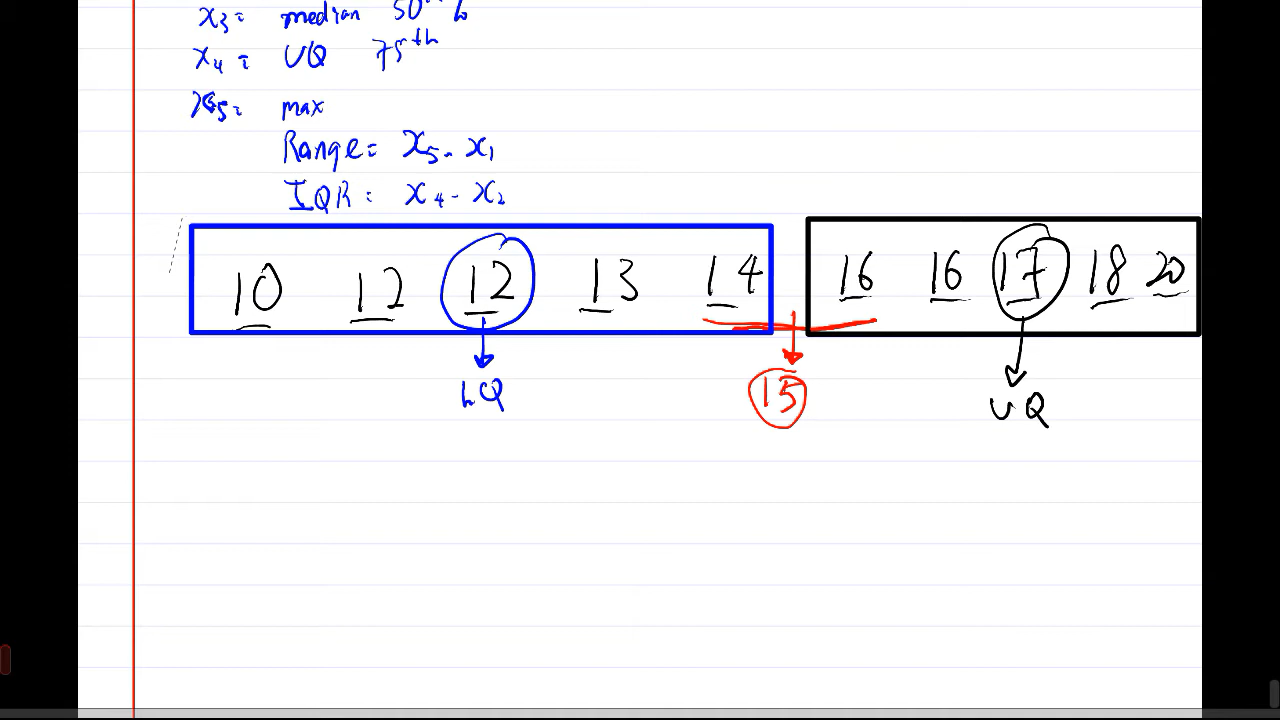 x₃ = median 50th
x₄ = UQ 75th
x₅ = max
Range = x₅ - x₁
IQR = x₄ - x₂
10 12 12 13 14 16 16 17 18 20
LQ 15 UQ